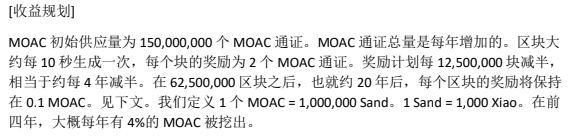 [收益规划]
MOAC 初始供应量为 150,000,000 个 MOAC 通证。MOAC 通证总量是每年增加的。区块大
约每 10 秒生成一次，每个块的奖励为 2 个 MOAC 通证。奖励计划每 12,500,000 块减半，
相当于约每 4 年减半。在 62,500,000 区块之后，也就约 20 年后，每个区块的奖励将保持
在 0.1 MOAC。见下文。我们定义 1 个 MOAC = 1,000,000 Sand。1 Sand = 1,000 Xiao。在前
四年，大概每年有 4%的 MOAC 被挖出。